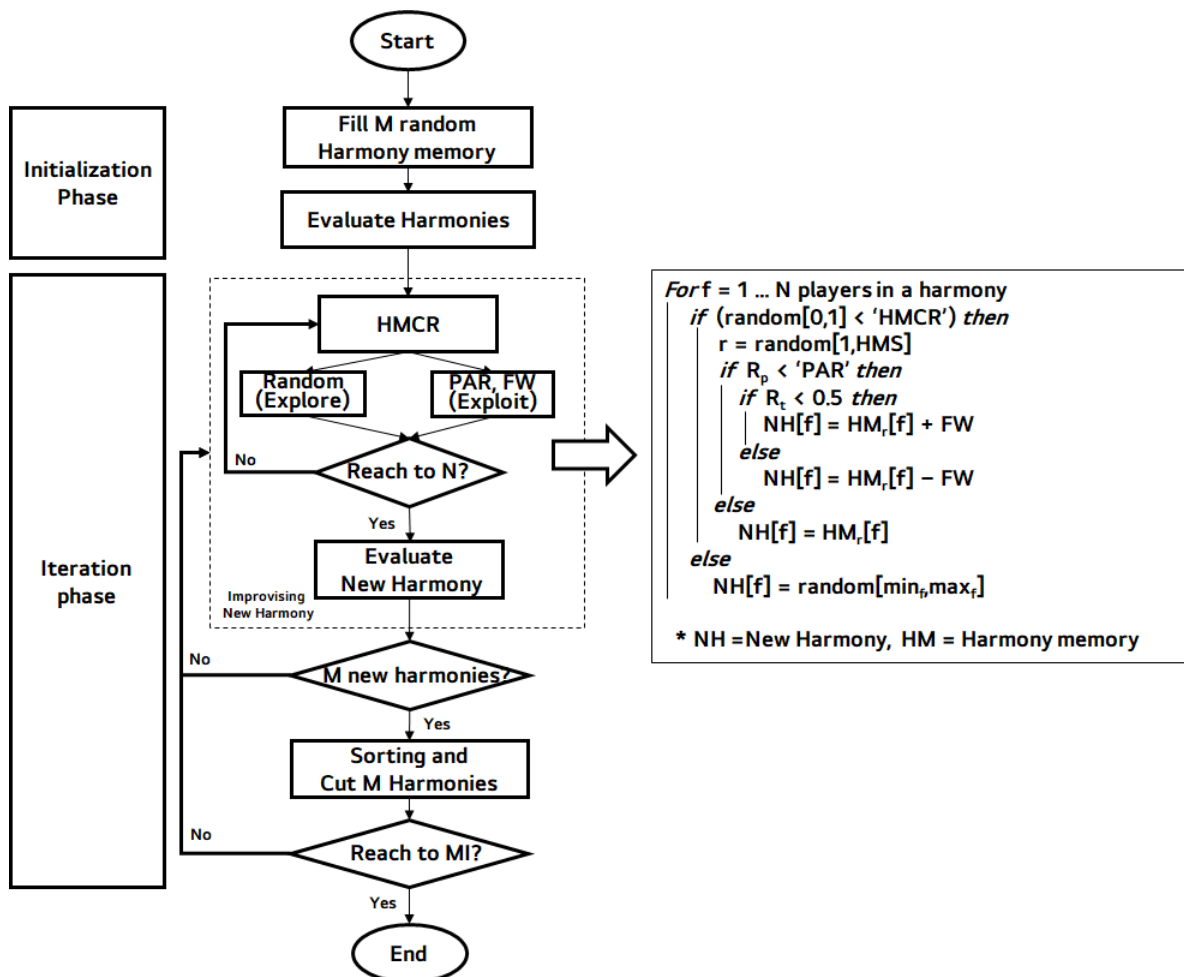 Start
Fill M random
Harmony memory
Initialization
Phase
Evaluate Harmonies
HMCR
Random
(Explore)
PAR, FW
(Exploit)
No
Reach to N?
Yes
Evaluate
New Harmony
Improvising
New Harmony
Iteration
phase
No
M new harmonies?
Yes
Sorting and
Cut M Harmonies
No
Reach to MI?
Yes
End
For f = 1 ... N players in a harmony
if (random[0,1] < ‘HMCR’) then
r = random[1,HMS]
if Rp < ‘PAR’ then
if Rt < 0.5 then
NH[f] = HMr[f] + FW
else
NH[f] = HMr[f] – FW
else
NH[f] = HMr[f]
else
NH[f] = random[minf,maxf]
* NH =New Harmony, HM = Harmony memory